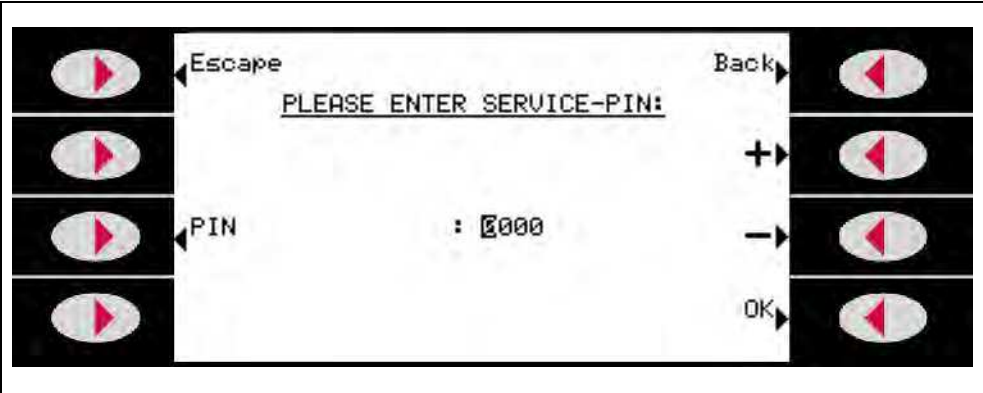 Escape Back
PLEASE ENTER SERVICE-PIN:
+
PIN : 0000 −
OK